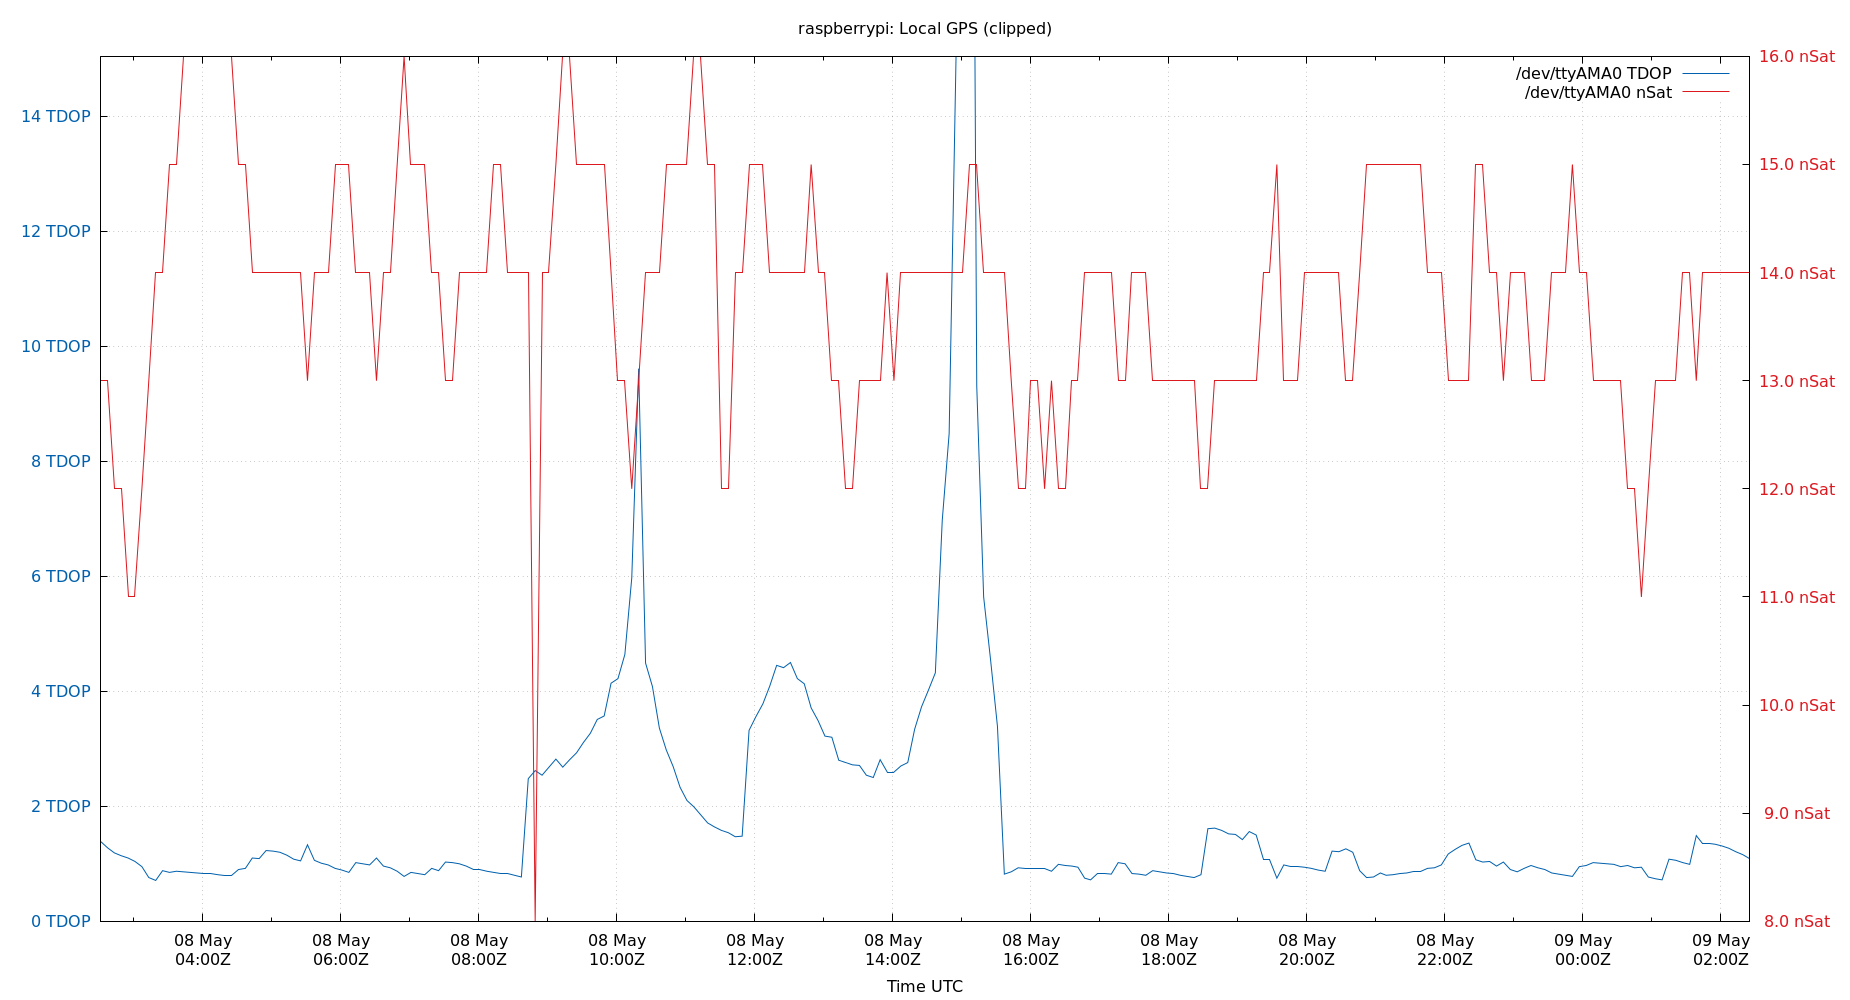 raspberrypi: Local GPS (clipped)
/dev/ttyAMA0 TDOP
/dev/ttyAMA0 nSat
14 TDOP
12 TDOP
10 TDOP
8 TDOP
6 TDOP
4 TDOP
2 TDOP
0 TDOP
16.0 nSat
15.0 nSat
14.0 nSat
13.0 nSat
12.0 nSat
11.0 nSat
10.0 nSat
9.0 nSat
8.0 nSat
08 May
04:00Z
08 May
06:00Z
08 May
08:00Z
08 May
10:00Z
08 May
12:00Z
08 May
14:00Z
08 May
16:00Z
08 May
18:00Z
08 May
20:00Z
08 May
22:00Z
09 May
00:00Z
09 May
02:00Z
Time UTC